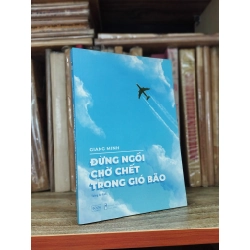 GIANG MINH
ĐỪNG NGỒI
CHỜ CHẾT
TRONG GIÓ BÃO